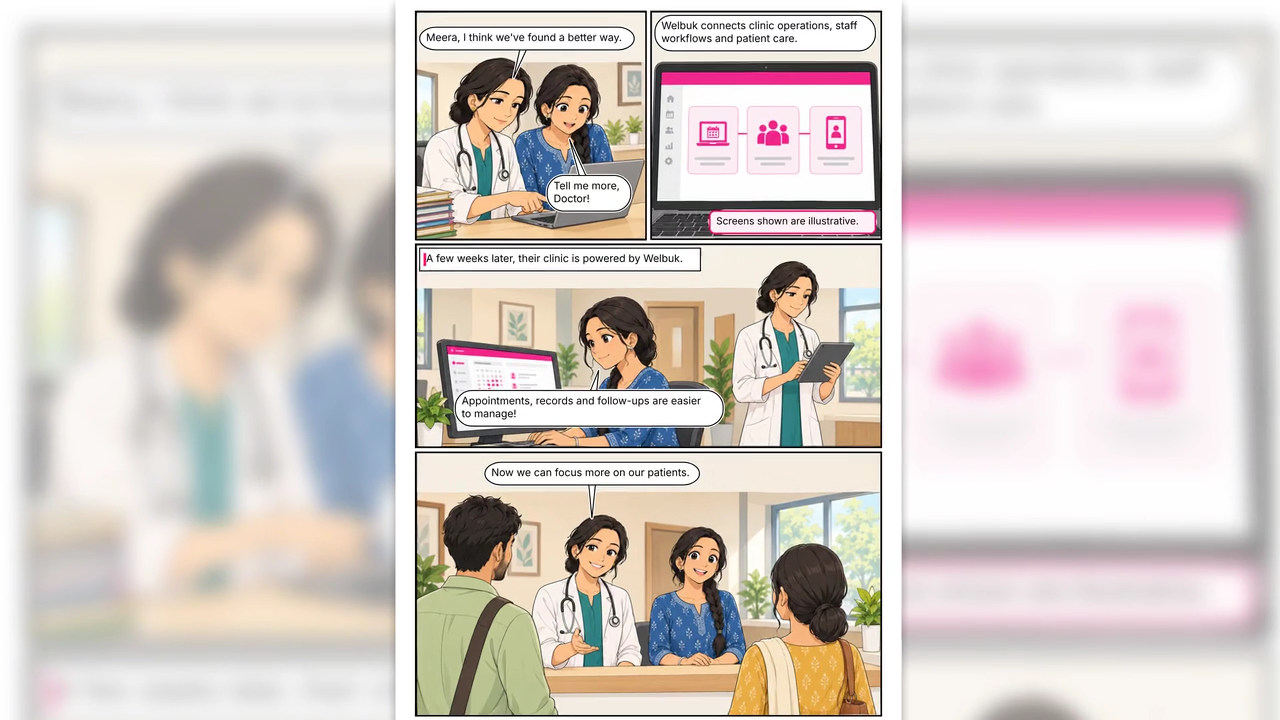 Meera, I think we've found a better way.
Tell me more,
Doctor!
Welbuk connects clinic operations, staff
workflows and patient care.
Screens shown are illustrative.
A few weeks later, their clinic is powered by Welbuk.
Appointments, records and follow-ups are easier
to manage!
Now we can focus more on our patients.